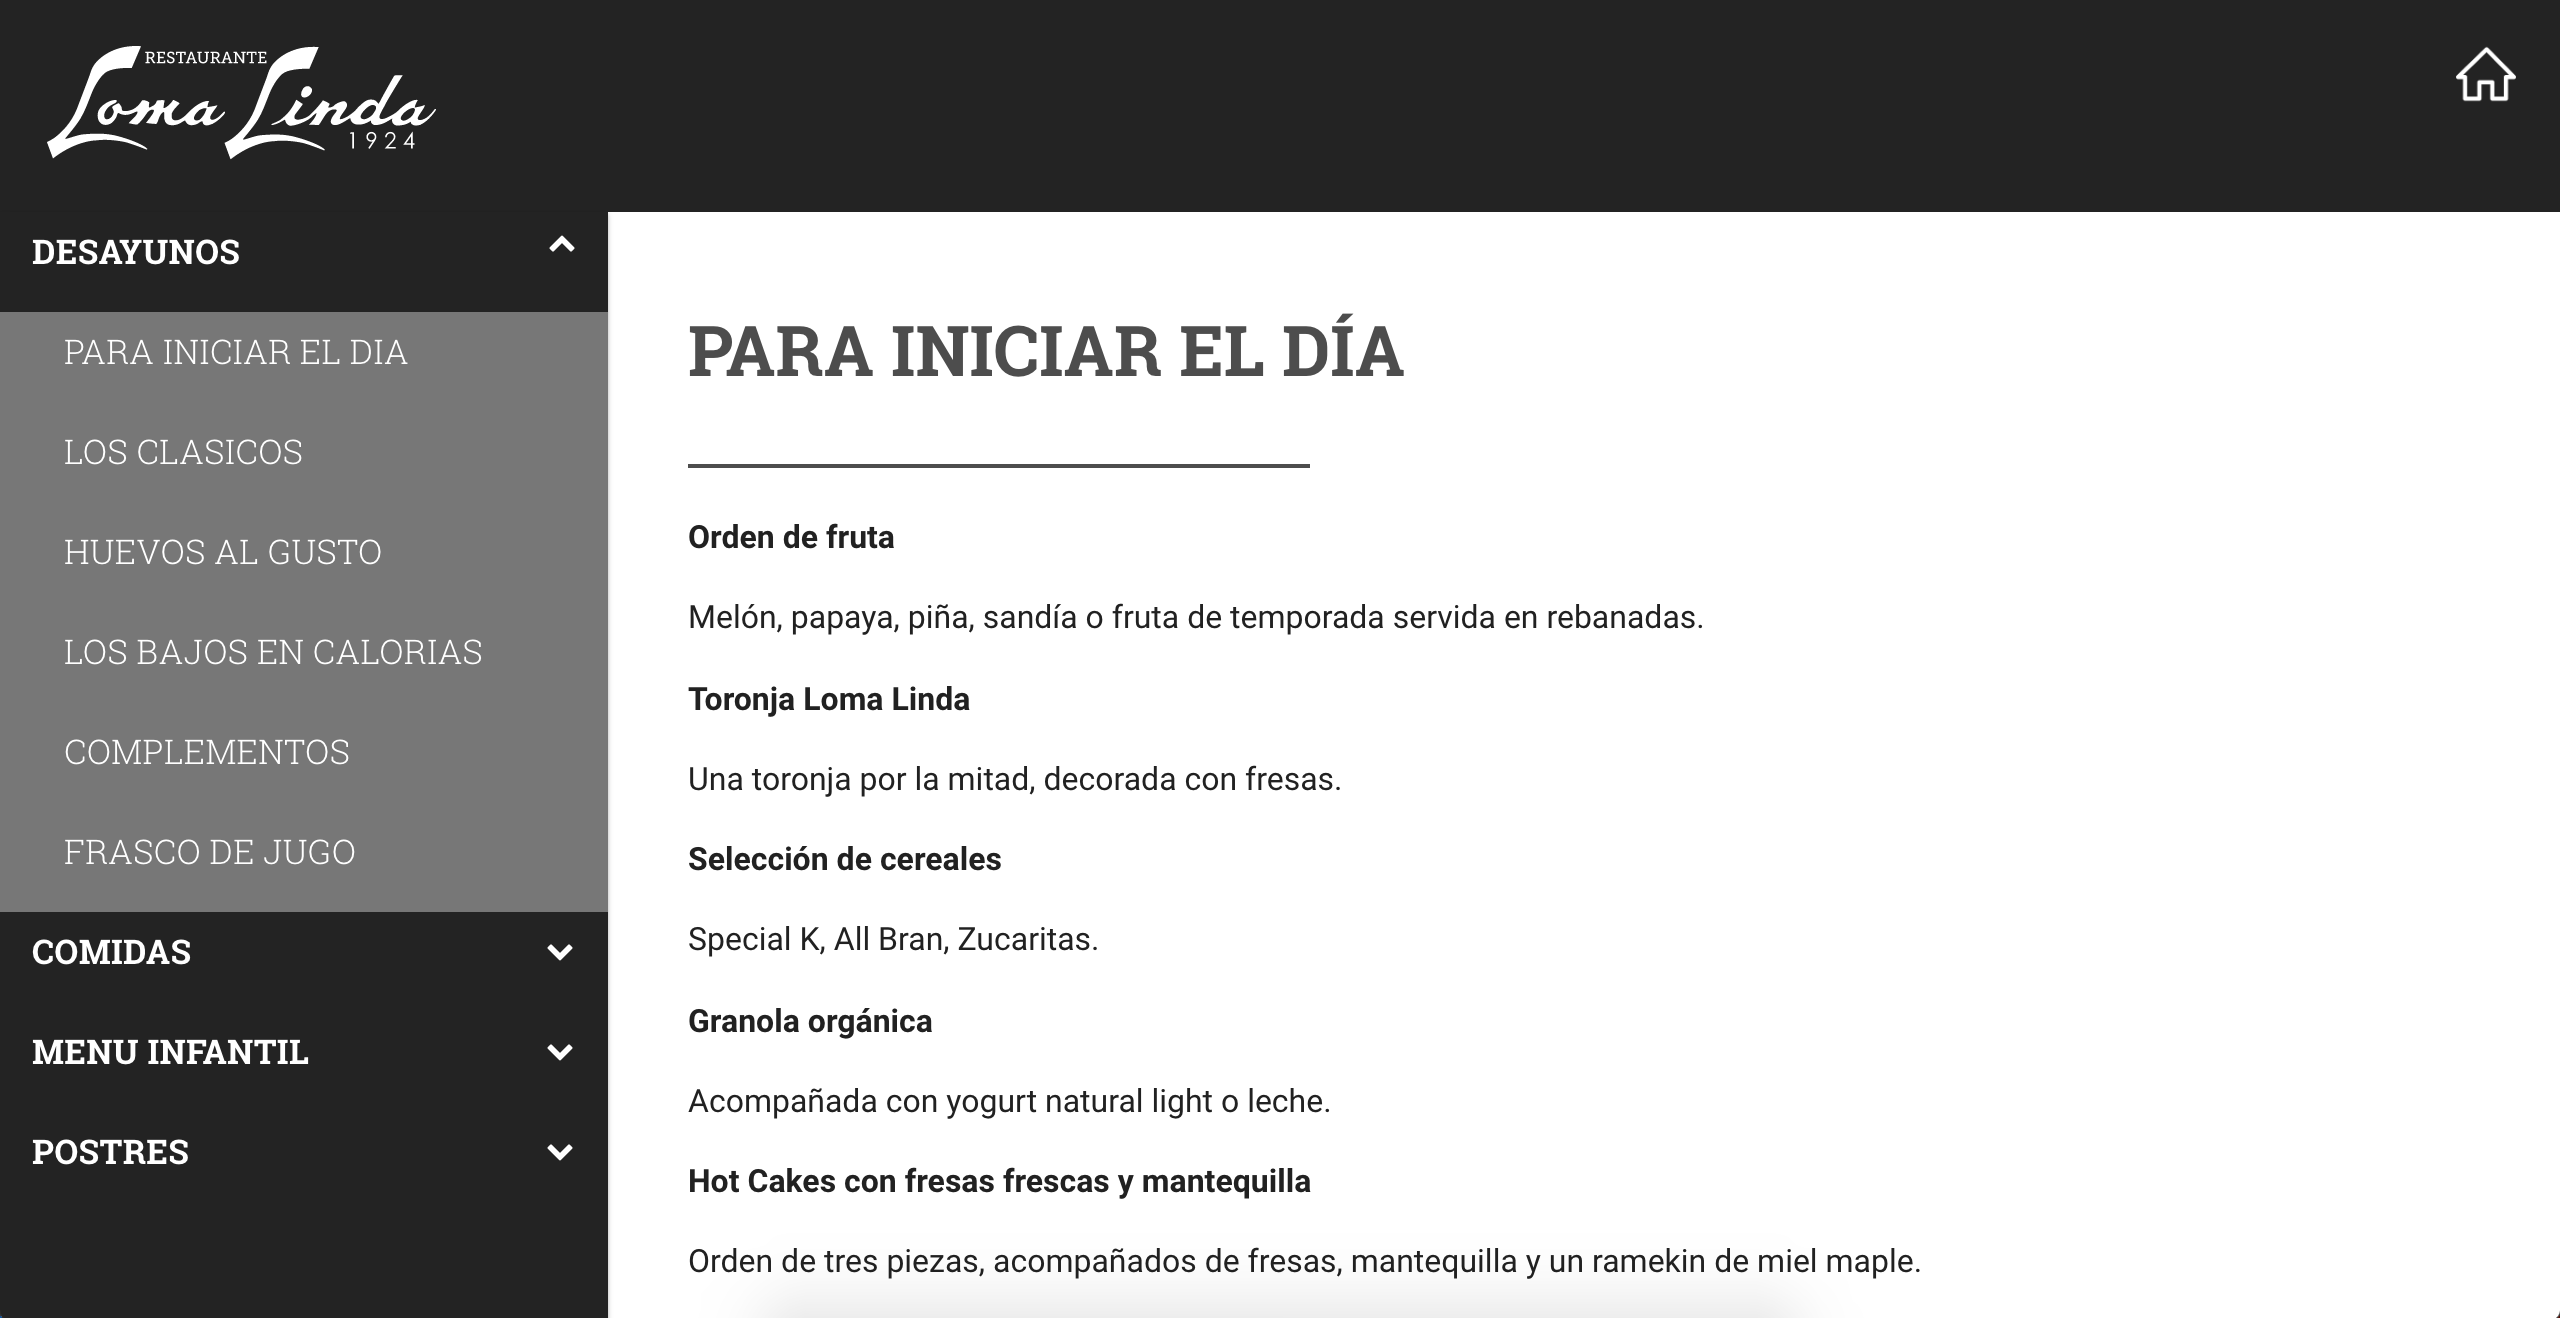 RESTAURANTE
Loma Linda
1924
DESAYUNOS
PARA INICIAR EL DIA
LOS CLASICOS
HUEVOS AL GUSTO
LOS BAJOS EN CALORIAS
COMPLEMENTOS
FRASCO DE JUGO
COMIDAS
MENU INFANTIL
POSTRES
PARA INICIAR EL DÍA
Orden de fruta
Melón, papaya, piña, sandía o fruta de temporada servida en rebanadas.
Toronja Loma Linda
Una toronja por la mitad, decorada con fresas.
Selección de cereales
Special K, All Bran, Zucaritas.
Granola orgánica
Acompañada con yogurt natural light o leche.
Hot Cakes con fresas frescas y mantequilla
Orden de tres piezas, acompañados de fresas, mantequilla y un ramekin de miel maple.